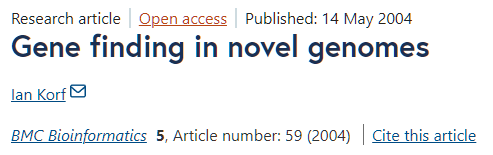 Research article | Open access | Published: 14 May 2004
Gene finding in novel genomes
Ian Korf
BMC Bioinformatics 5, Article number: 59 (2004) | Cite this article